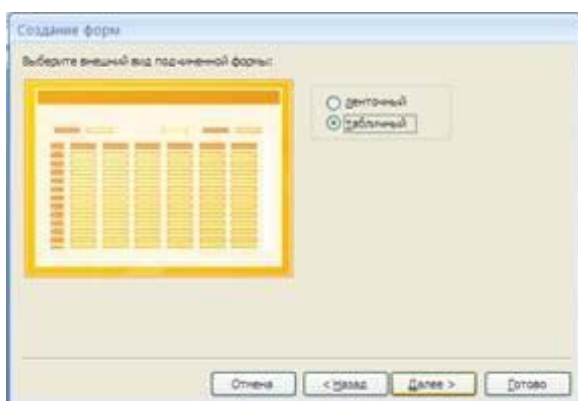 Создание форм
Выберите внешний вид подчиненной формы:
ленточный
табличный
Отмена
< Назад
Далее >
Готово